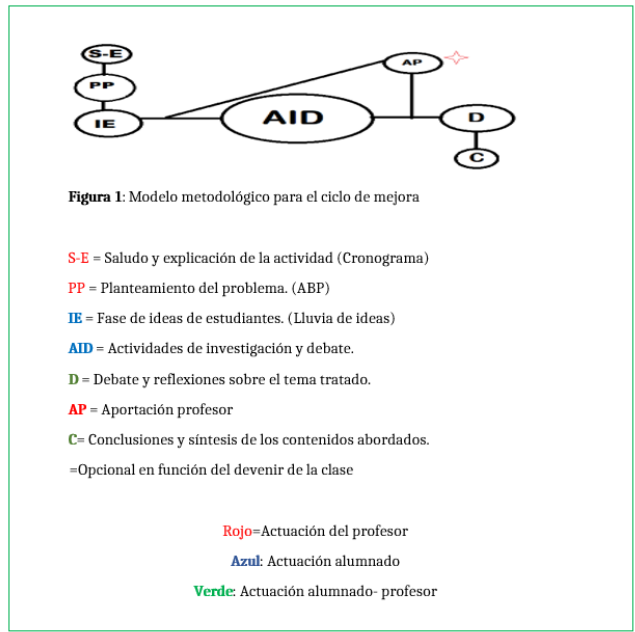 S-E
AP
PP
AID
D
IE
C
Figura 1: Modelo metodológico para el ciclo de mejora
S-E = Saludo y explicación de la actividad (Cronograma)
PP = Planteamiento del problema. (ABP)
IE = Fase de ideas de estudiantes. (Lluvia de ideas)
AID = Actividades de investigación y debate.
D = Debate y reflexiones sobre el tema tratado.
AP = Aportación profesor
C= Conclusiones y síntesis de los contenidos abordados.
=Opcional en función del devenir de la clase
Rojo=Actuación del profesor
Azul: Actuación alumnado
Verde: Actuación alumnado- profesor